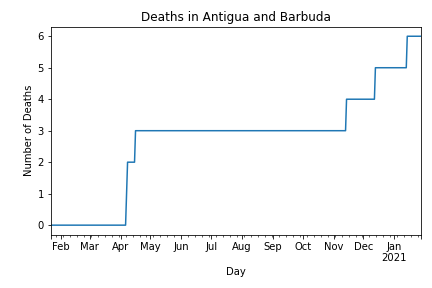 Deaths in Antigua and Barbuda
Number of Deaths
6
5
4
3
2
1
0
Feb Mar Apr May Jun Jul Aug Sep Oct Nov Dec Jan
2021
Day